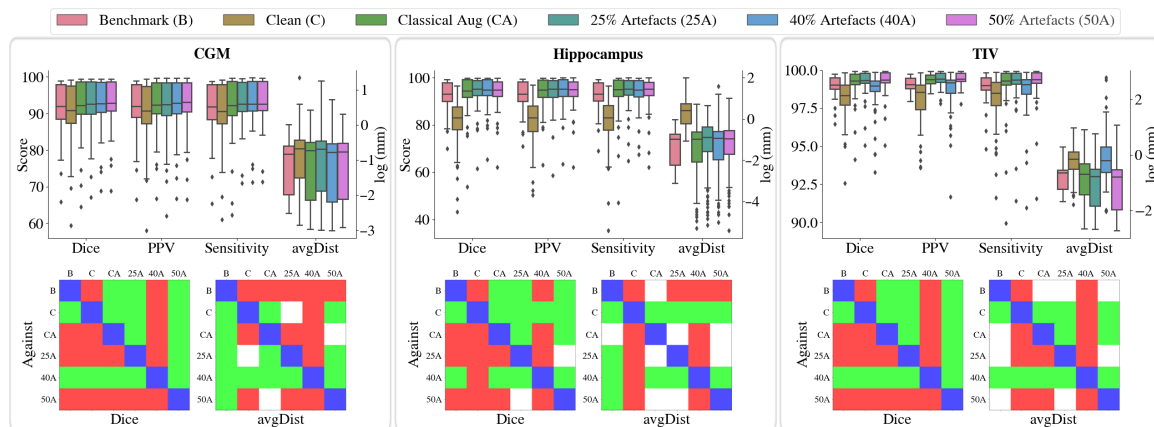 Benchmark (B) Clean (C) Classical Aug (CA) 25% Artefacts (25A) 40% Artefacts (40A) 50% Artefacts (50A)
CGM
100
90
80
70
60
Score
1
0
−1
−2
−3
log (mm)
Dice PPV Sensitivity avgDist
B C CA 25A 40A 50A
B
C
CA
25A
40A
50A
Against
Dice
B C CA 25A 40A 50A
avgDist
Hippocampus
100
80
60
40
Score
2
0
−2
−4
log (mm)
Dice PPV Sensitivity avgDist
B C CA 25A 40A 50A
B
C
CA
25A
40A
50A
Against
Dice
B C CA 25A 40A 50A
avgDist
TIV
100.0
97.5
95.0
92.5
90.0
Score
2
0
−2
log (mm)
Dice PPV Sensitivity avgDist
B C CA 25A 40A 50A
B
C
CA
25A
40A
50A
Against
Dice
B C CA 25A 40A 50A
avgDist